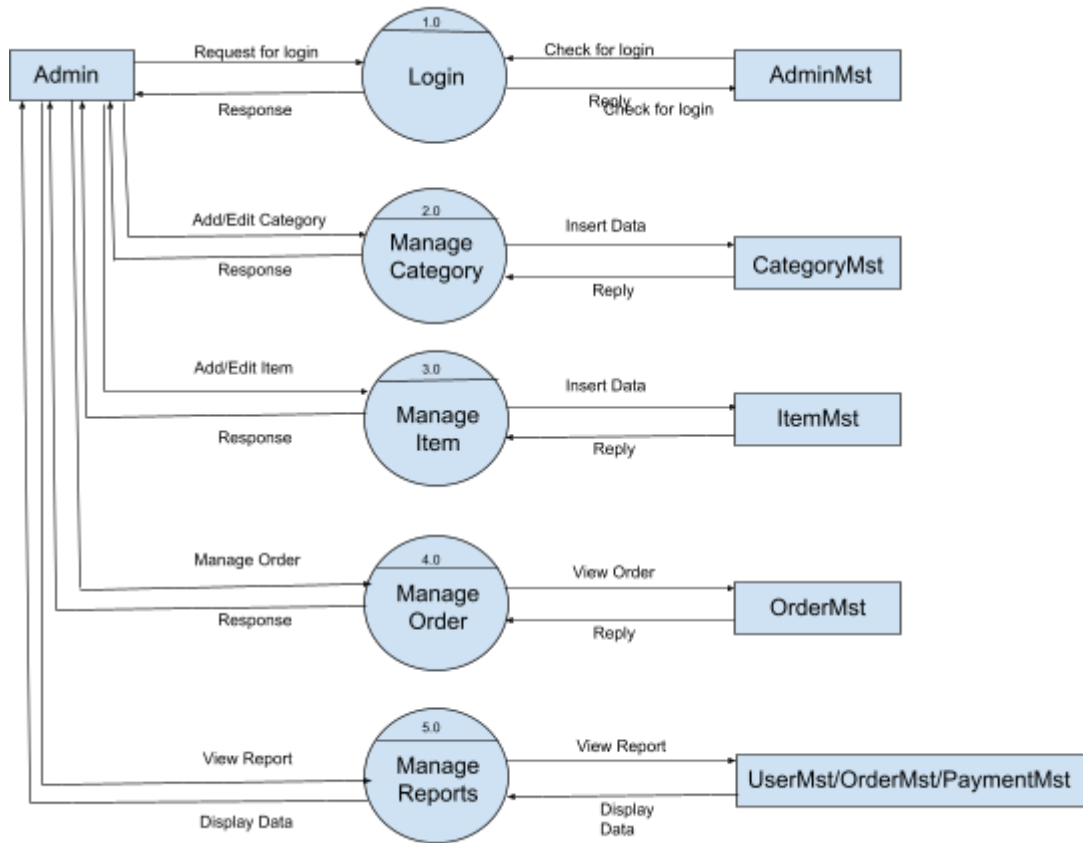 1.0
Request for login
Check for login
Admin
Login
AdminMst
Response
Reply
Check for login
2.0
Add/Edit Category
Insert Data
Manage
Category
CategoryMst
Response
Reply
3.0
Add/Edit Item
Insert Data
Manage
Item
ItemMst
Response
Reply
4.0
Manage Order
View Order
Manage
Order
OrderMst
Response
Reply
5.0
View Report
View Report
Manage
Reports
UserMst/OrderMst/PaymentMst
Display Data
Display
Data